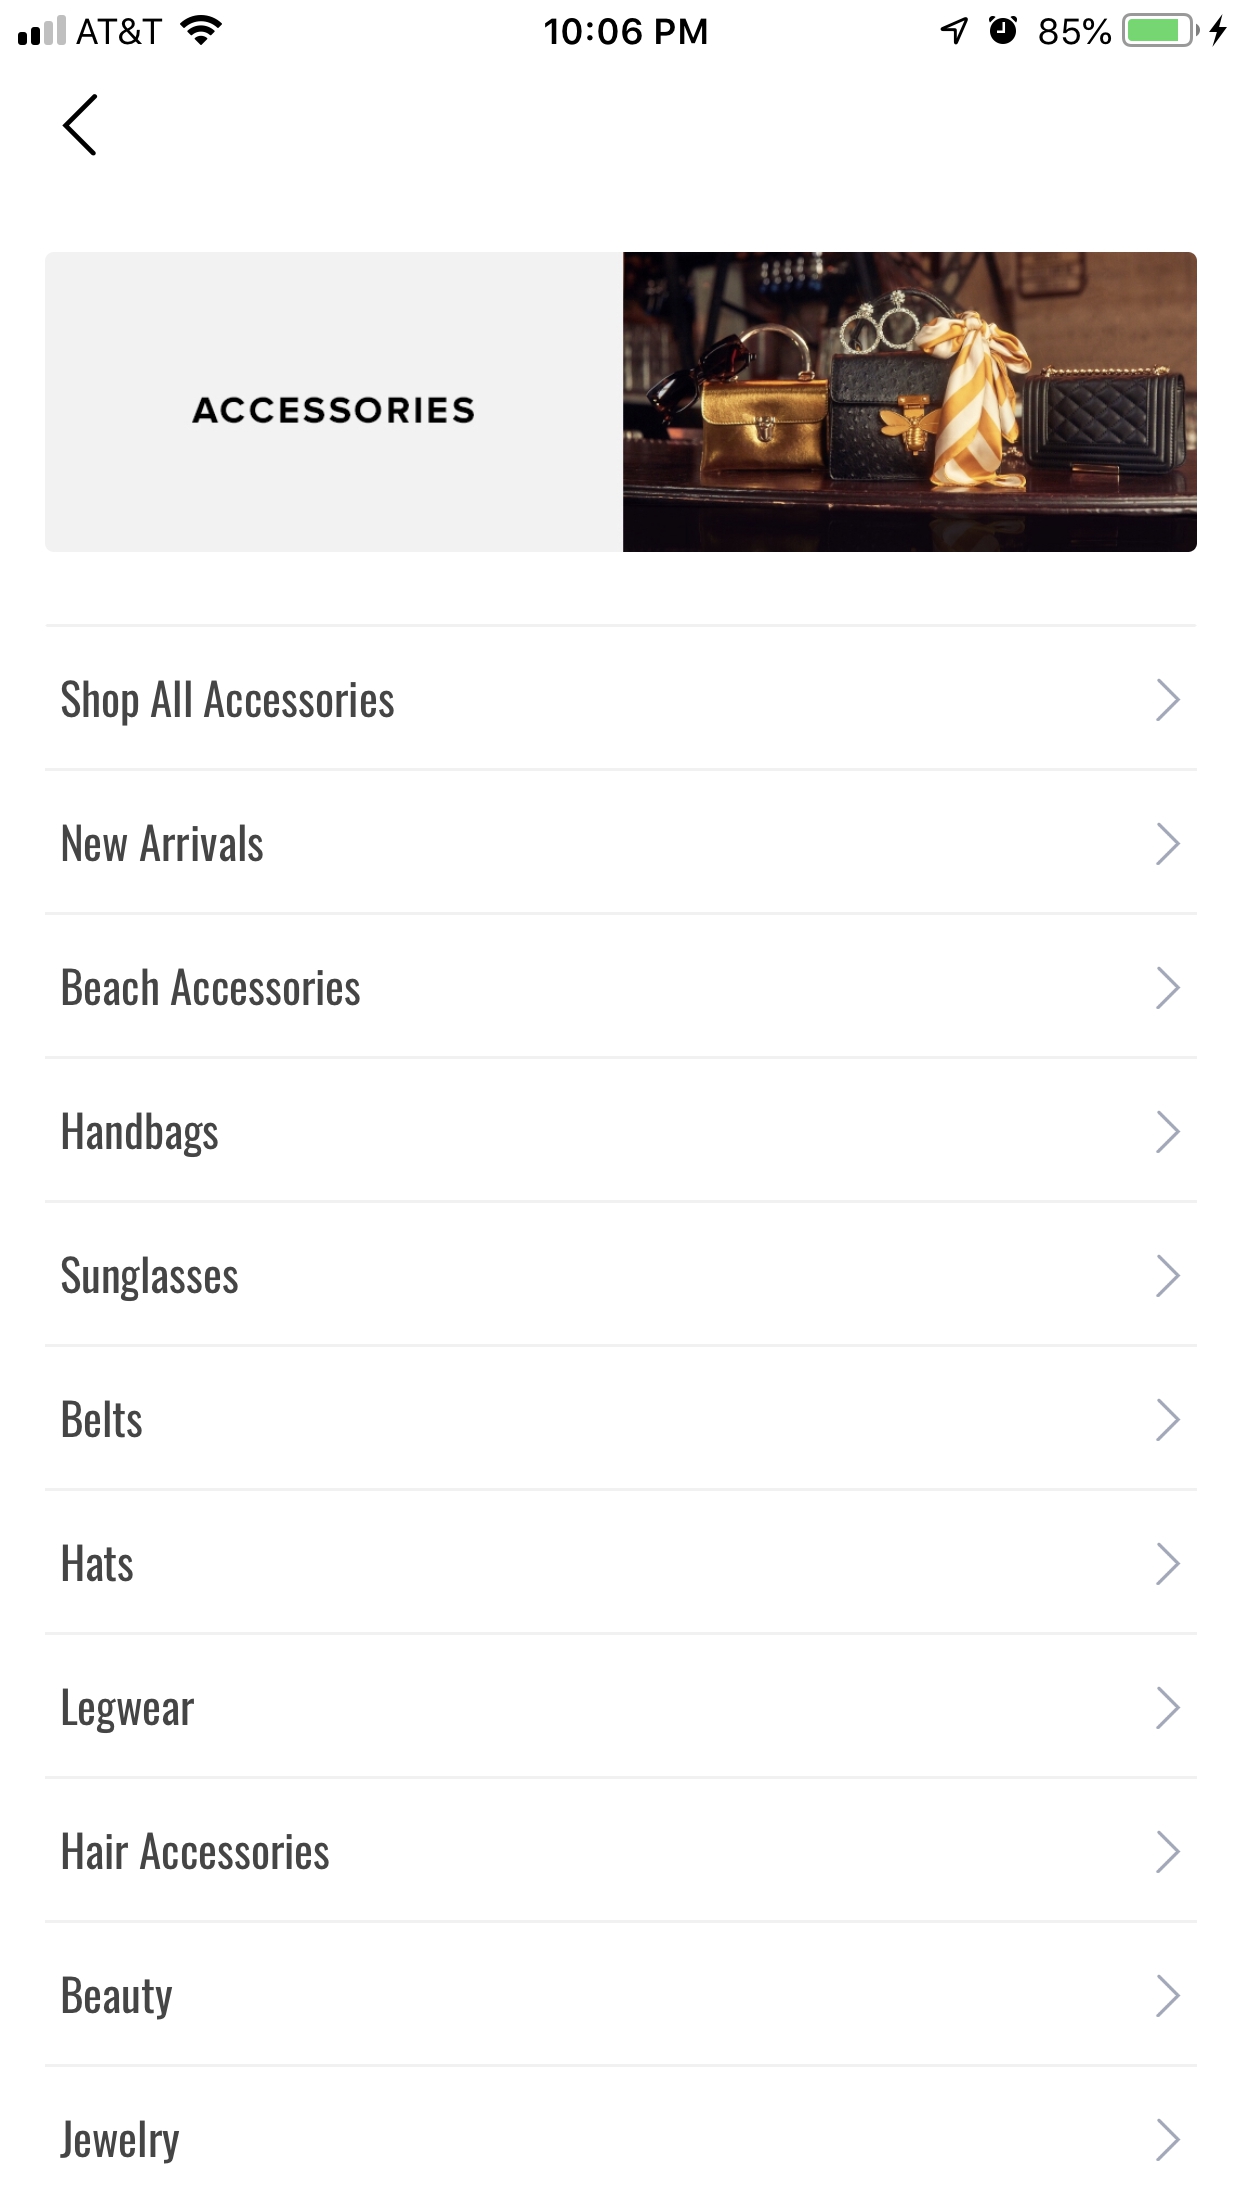 AT&T 10:06 PM 85%
ACCESSORIES
Shop All Accessories
New Arrivals
Beach Accessories
Handbags
Sunglasses
Belts
Hats
Legwear
Hair Accessories
Beauty
Jewelry